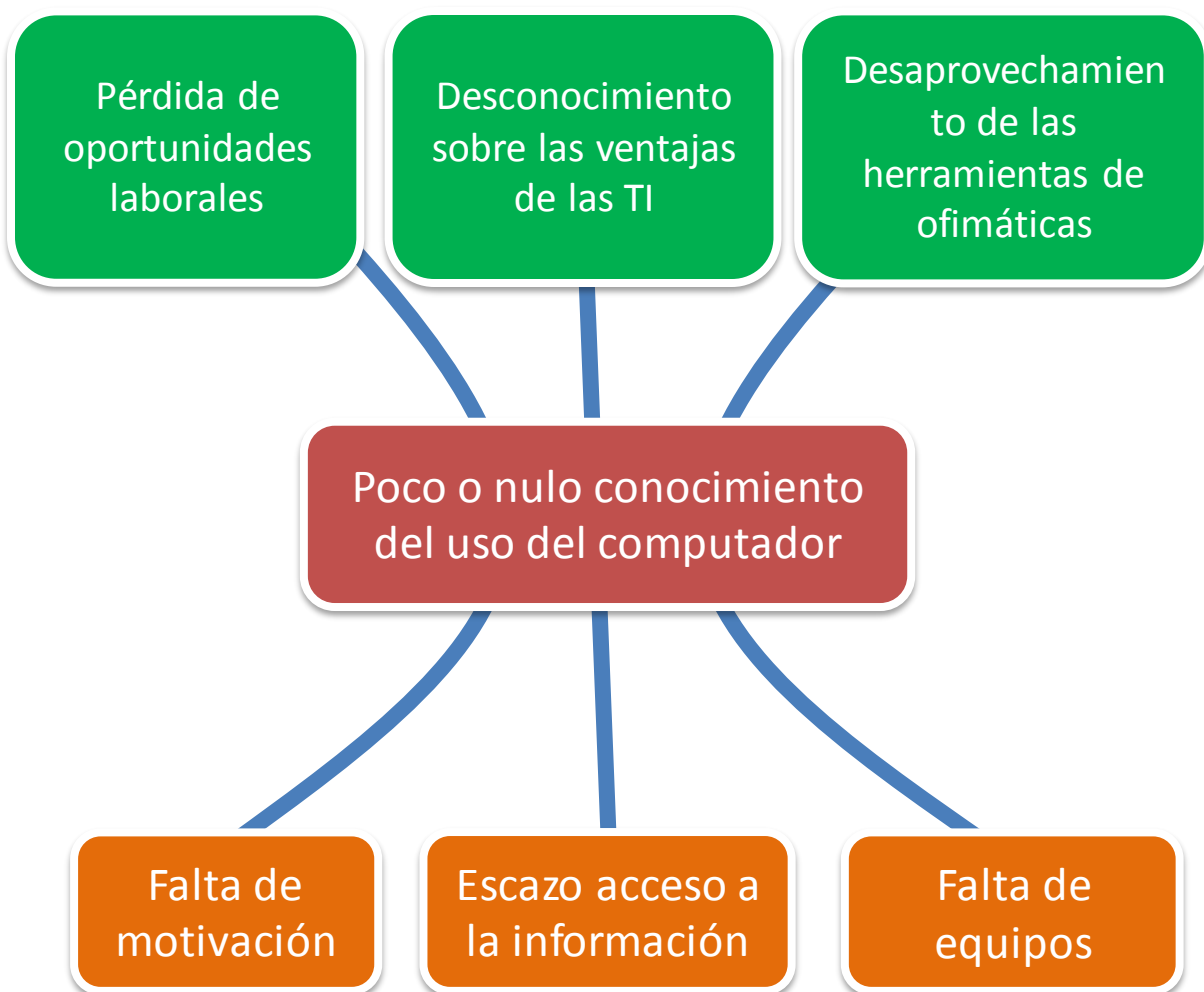 Pérdida de
oportunidades
laborales
Desconocimiento
sobre las ventajas
de las TI
Desaprovechamien
to de las
herramientas de
ofimáticas
Poco o nulo conocimiento
del uso del computador
Falta de
motivación
Escazo acceso a
la información
Falta de
equipos